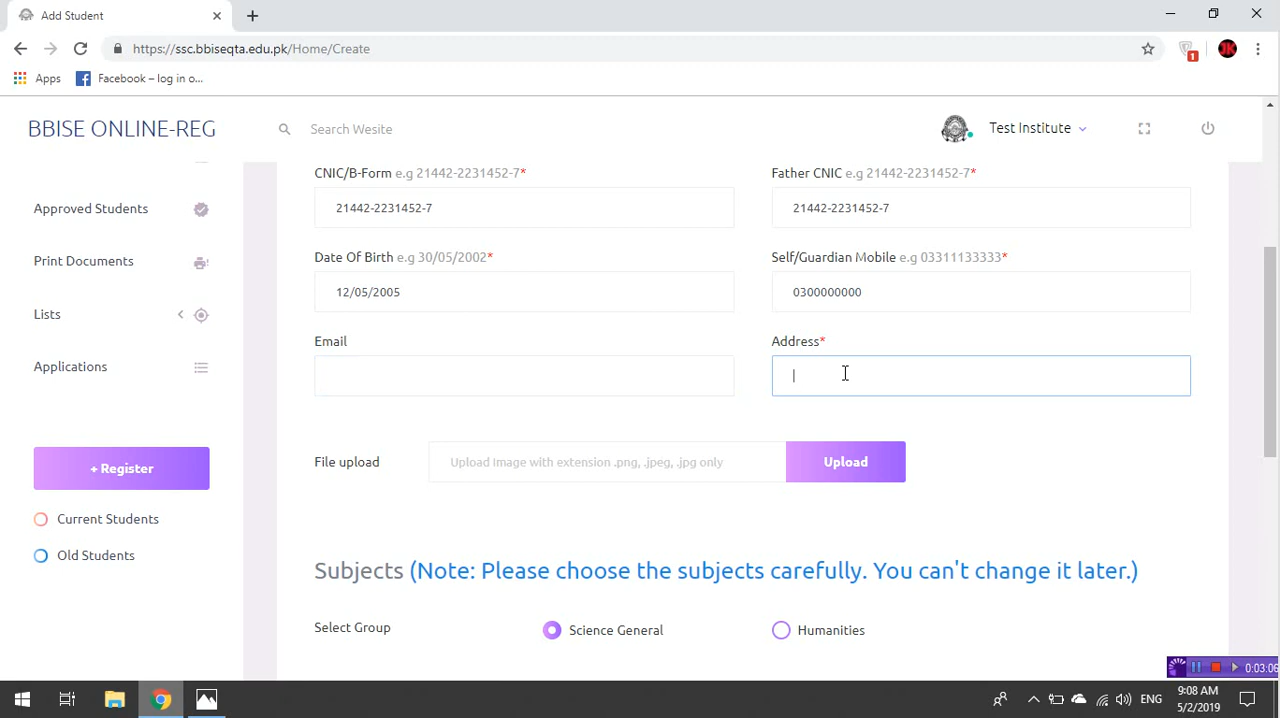 Add Student
https://ssc.bbiseqta.edu.pk/Home/Create
1
JK
Apps
Facebook – log in o...
BBISE ONLINE-REG
Search Wesite
Test Institute
CNIC/B-Form e.g 21442-2231452-7*
Father CNIC e.g 21442-2231452-7*
21442-2231452-7
21442-2231452-7
Approved Students
Print Documents
Date Of Birth e.g 30/05/2002*
Self/Guardian Mobile e.g 03311133333*
12/05/2005
0300000000
Lists
Email
Address*
Applications
File upload
Upload Image with extension .png, .jpeg, .jpg only
Upload
+ Register
Current Students
Old Students
Subjects (Note: Please choose the subjects carefully. You can't change it later.)
Select Group
Science General
Humanities
0:03:06
ENG
9:08 AM
5/2/2019